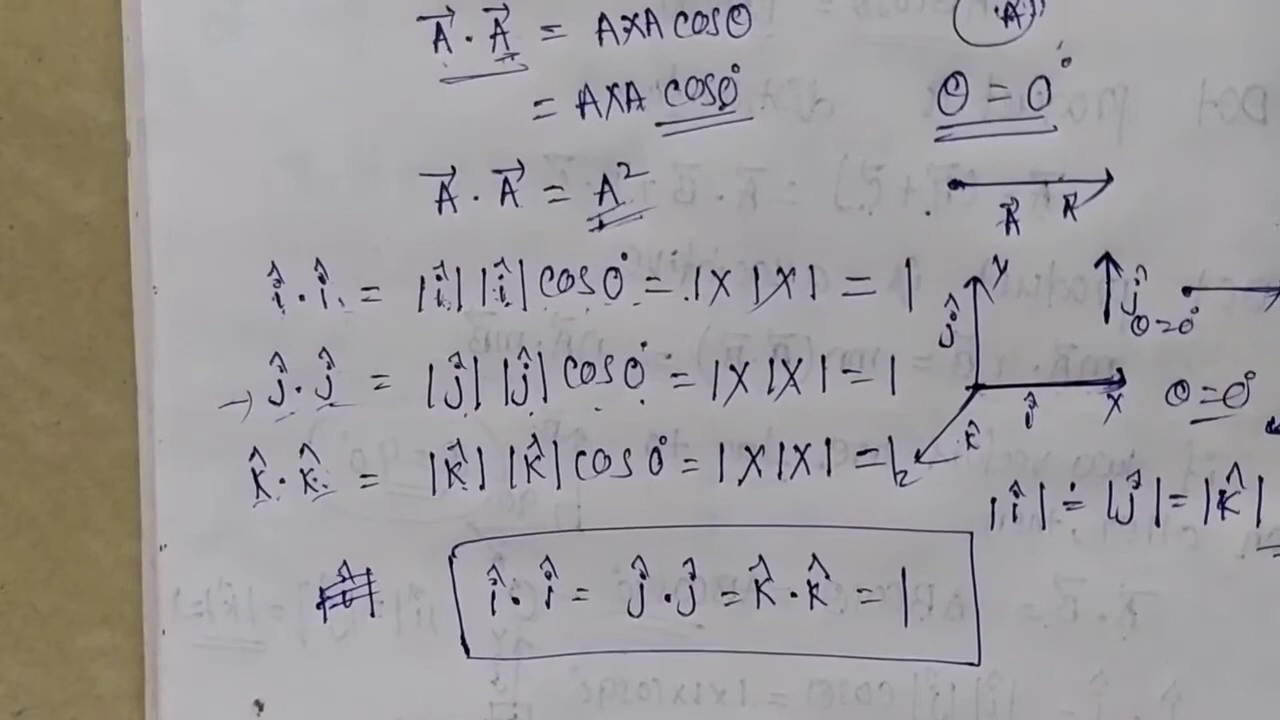 A⃗ · A⃗ = A×A cosθ
= A×A cos0°
θ = 0°
A⃗ · A⃗ = A²
A⃗ A⃗
î · î = |î| |î| cos0° = 1×1×1 = 1
→ ĵ · ĵ = |ĵ| |ĵ| cos0° = 1×1×1 = 1
k̂ · k̂ = |k̂| |k̂| cos0° = 1×1×1 = 1
y ĵ
x î
k̂
ĵ θ=0°
θ = 0°
|î| = |ĵ| = |k̂|
î · î = ĵ · ĵ = k̂ · k̂ = 1